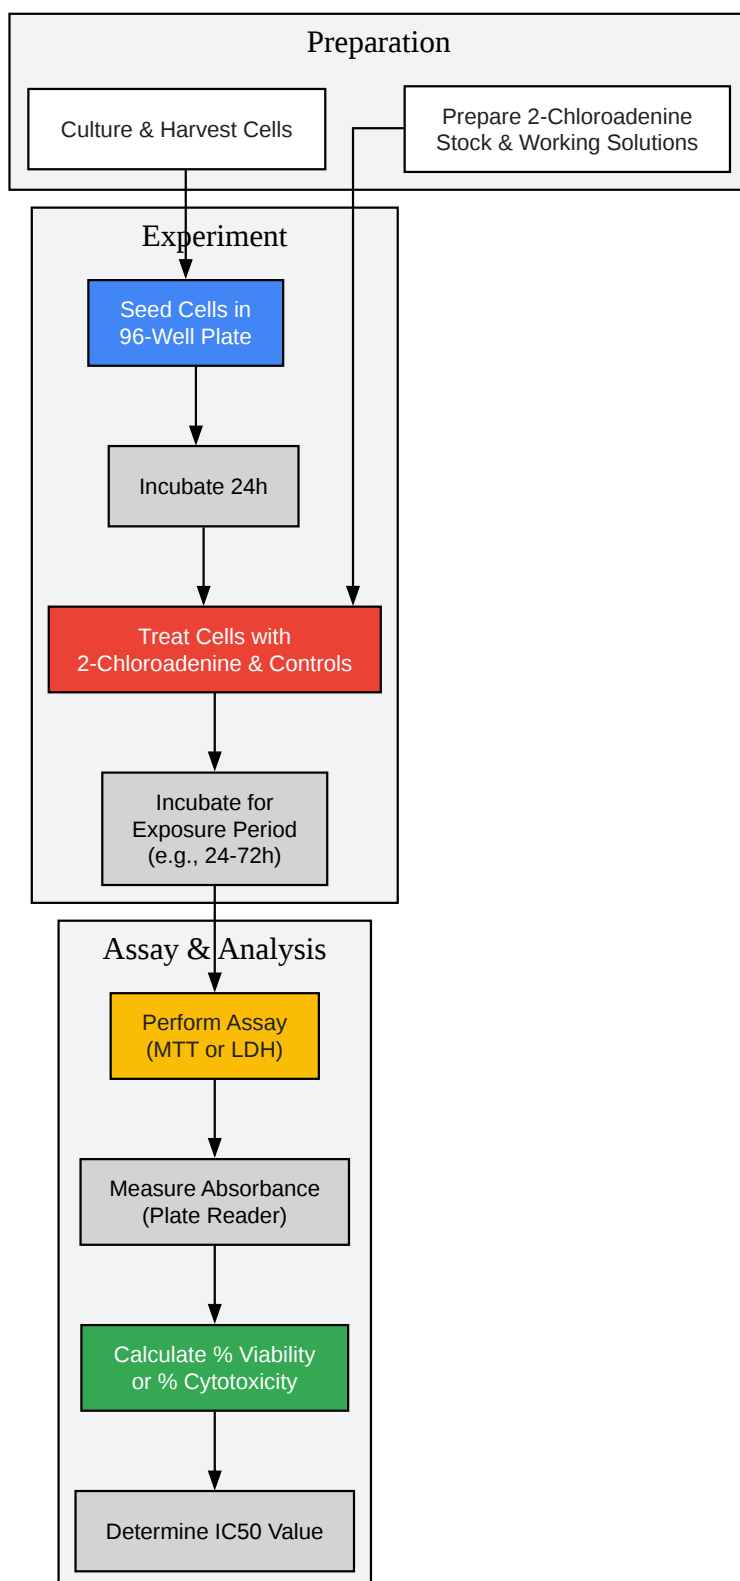 Preparation
Culture & Harvest Cells
Prepare 2-Chloroadenine
Stock & Working Solutions
Experiment
Seed Cells in
96-Well Plate
Incubate 24h
Treat Cells with
2-Chloroadenine & Controls
Incubate for
Exposure Period
(e.g., 24-72h)
Assay & Analysis
Perform Assay
(MTT or LDH)
Measure Absorbance
(Plate Reader)
Calculate % Viability
or % Cytotoxicity
Determine IC50 Value